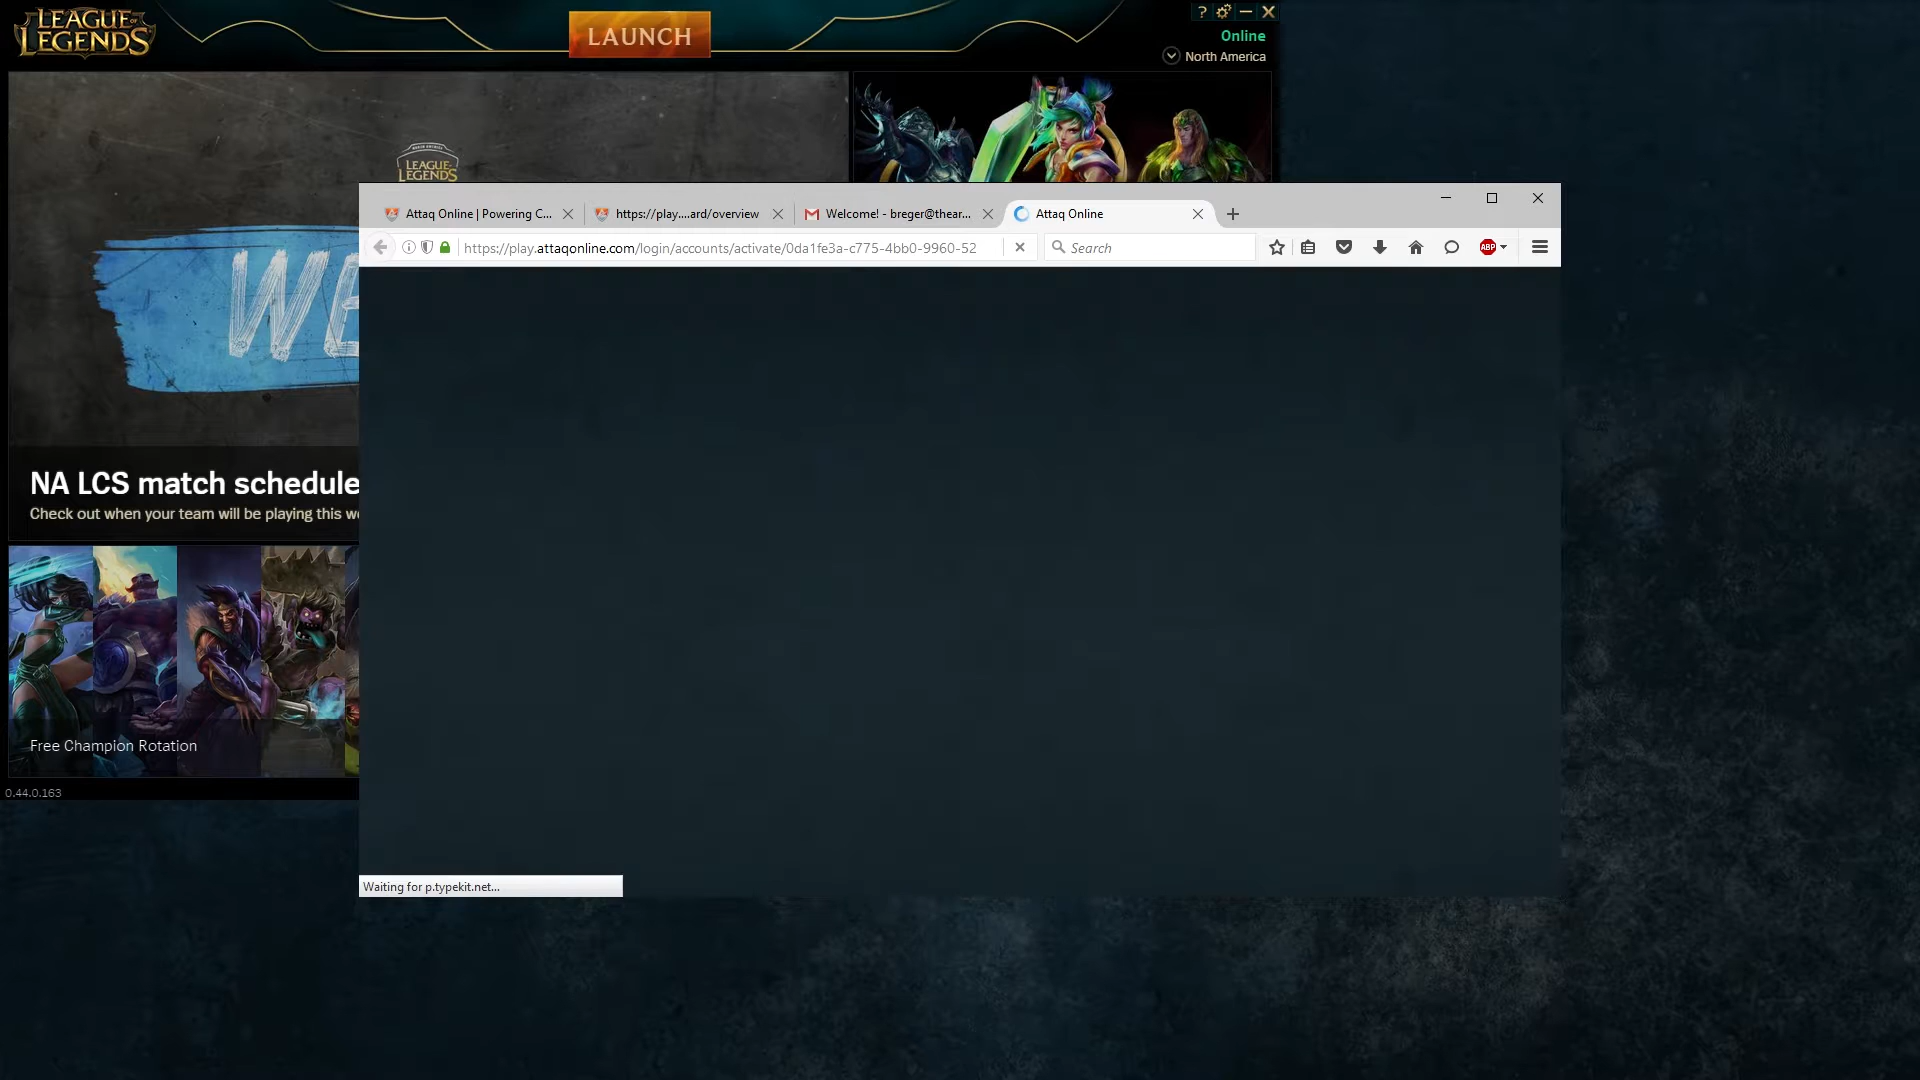 LEAGUE OF LEGENDS
LAUNCH
?
Online
North America
LEAGUE OF LEGENDS
WE
NA LCS match schedule
Check out when your team will be playing this we
Free Champion Rotation
0.44.0.163
Attaq Online | Powering C...
https://play....ard/overview
Welcome! - breger@thear...
Attaq Online
https://play.attaqonline.com/login/accounts/activate/0da1fe3a-c775-4bb0-9960-52
Search
ABP
Waiting for p.typekit.net...